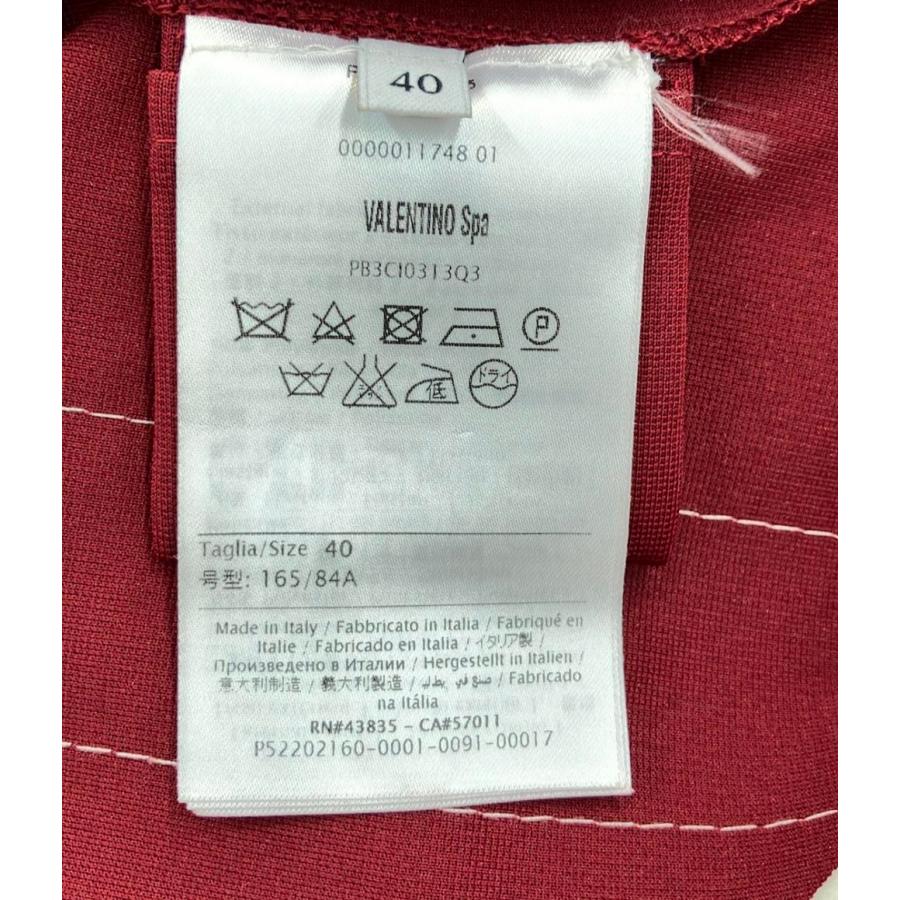 40
0000011748 01
VALENTINO Spa
PB3CI0313Q3
P
低 ドライ
Taglia/Size 40
号型: 165/84A
Made in Italy / Fabbricato in Italia / Fabriqué en
Italie / Fabricado en Italia / イタリア製 /
Произведено в Италии / Hergestellt in Italien /
意大利制造 / 義大利製造 / صنع في يطاليا / Fabricado
na Itália
RN#43835 - CA#57011
P52202160-0001-0091-00017